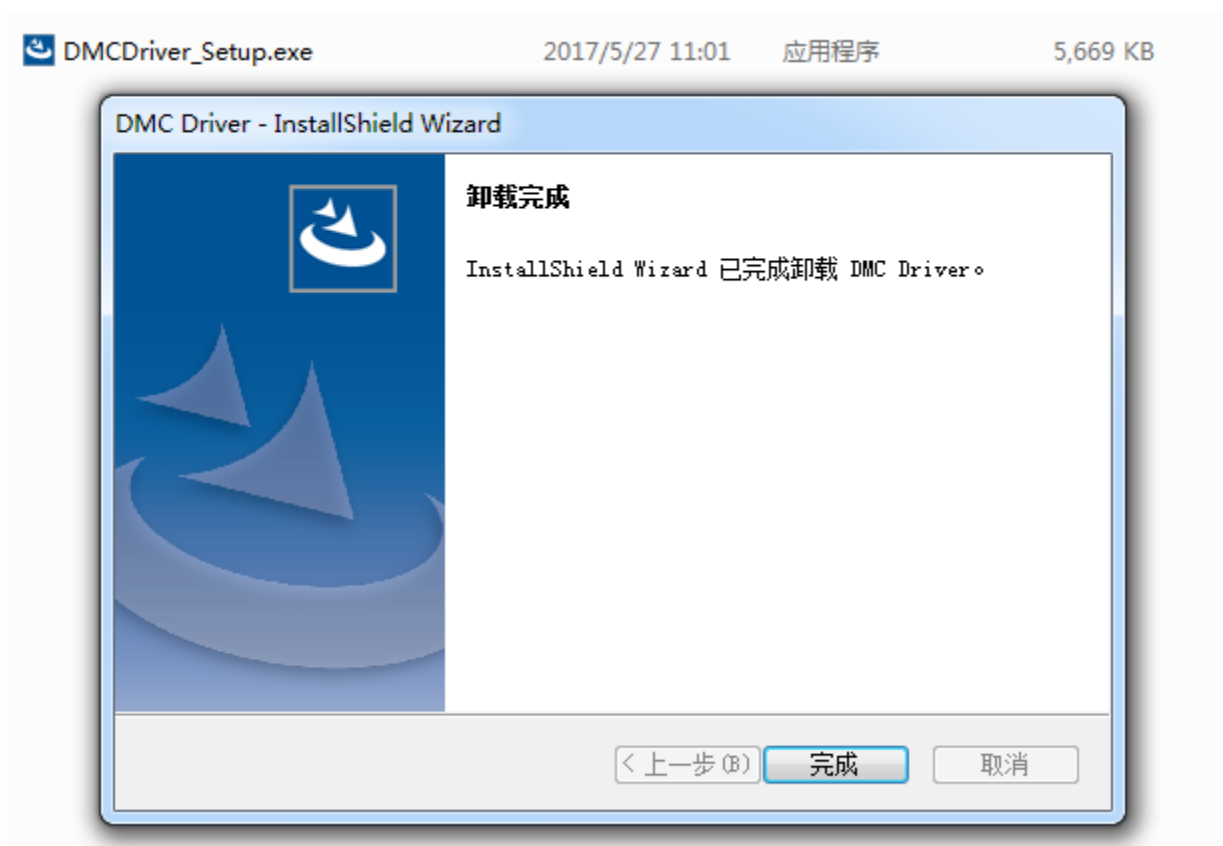 DMCDriver_Setup.exe 2017/5/27 11:01 应用程序 5,669 KB
DMC Driver - InstallShield Wizard
卸载完成
InstallShield Wizard 已完成卸载 DMC Driver。
< 上一步(B) 完成 取消